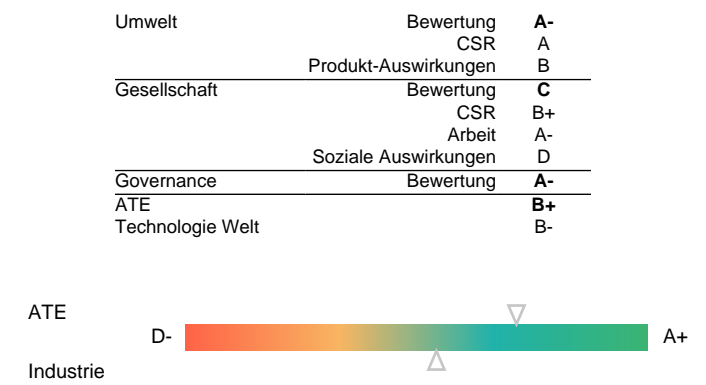 Umwelt Bewertung A-
CSR A
Produkt-Auswirkungen B
Gesellschaft Bewertung C
CSR B+
Arbeit A-
Soziale Auswirkungen D
Governance Bewertung A-
ATE B+
Technologie Welt B-
ATE
D- A+
Industrie